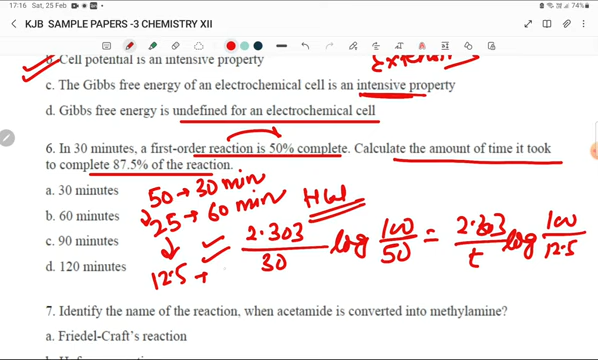 17:16 Sat, 25 Feb 74%
KJB SAMPLE PAPERS -3 CHEMISTRY XII
b. Cell potential is an intensive property
Extensive
c. The Gibbs free energy of an electrochemical cell is an intensive property
d. Gibbs free energy is undefined for an electrochemical cell
6. In 30 minutes, a first-order reaction is 50% complete. Calculate the amount of time it took
to complete 87.5% of the reaction.
a. 30 minutes
b. 60 minutes
c. 90 minutes
d. 120 minutes
50 → 30 min
25 → 60 min
12.5 →
2.303/30 log 100/50 = 2.303/t log 100/12.5
7. Identify the name of the reaction, when acetamide is converted into methylamine?
a. Friedel-Craft's reaction